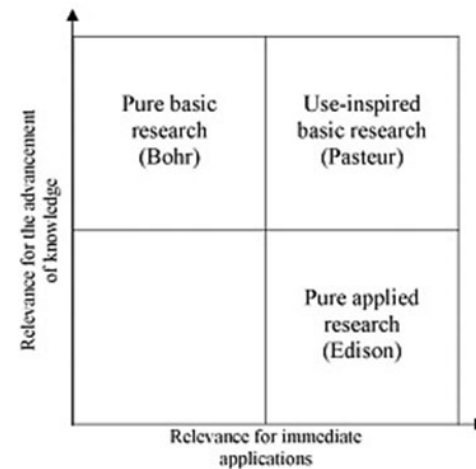 Relevance for the advancement
of knowledge
Pure basic
research
(Bohr)
Use-inspired
basic research
(Pasteur)
Pure applied
research
(Edison)
Relevance for immediate
applications